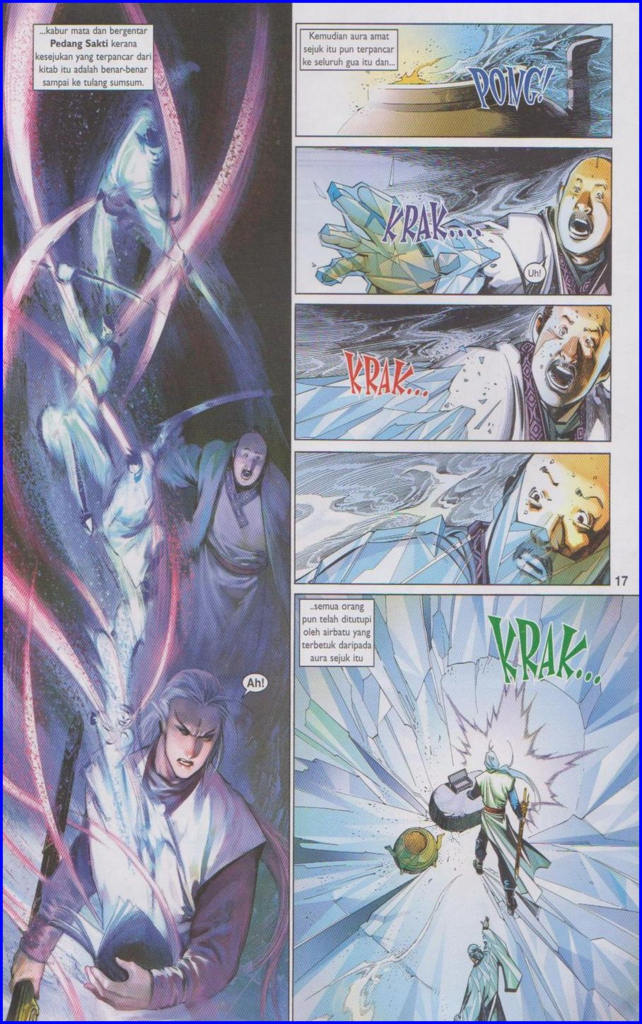 ...kabur mata dan bergentar
Pedang Sakti kerana
kesejukan yang terpancar dari
kitab itu adalah benar-benar
sampai ke tulang sumsum.
Ah!
Kemudian aura amat
sejuk itu pun terpancar
ke seluruh gua itu dan...
PONG!
KRAK....
Uh!
KRAK...
17
..semua orang
pun telah ditutupi
oleh airbatu yang
terbetuk daripada
aura sejuk itu
KRAK...